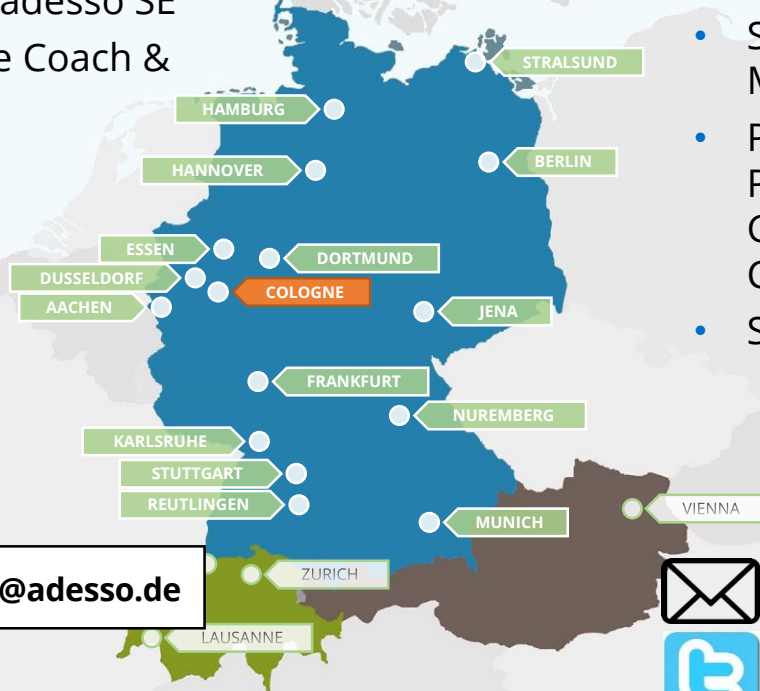 adesso SE
e Coach &
S
M
P
P
C
C
S
STRALSUND
HAMBURG
BERLIN
HANNOVER
ESSEN
DORTMUND
DUSSELDORF
COLOGNE
AACHEN
JENA
FRANKFURT
NUREMBERG
KARLSRUHE
STUTTGART
REUTLINGEN
VIENNA
MUNICH
ZURICH
@adesso.de
LAUSANNE